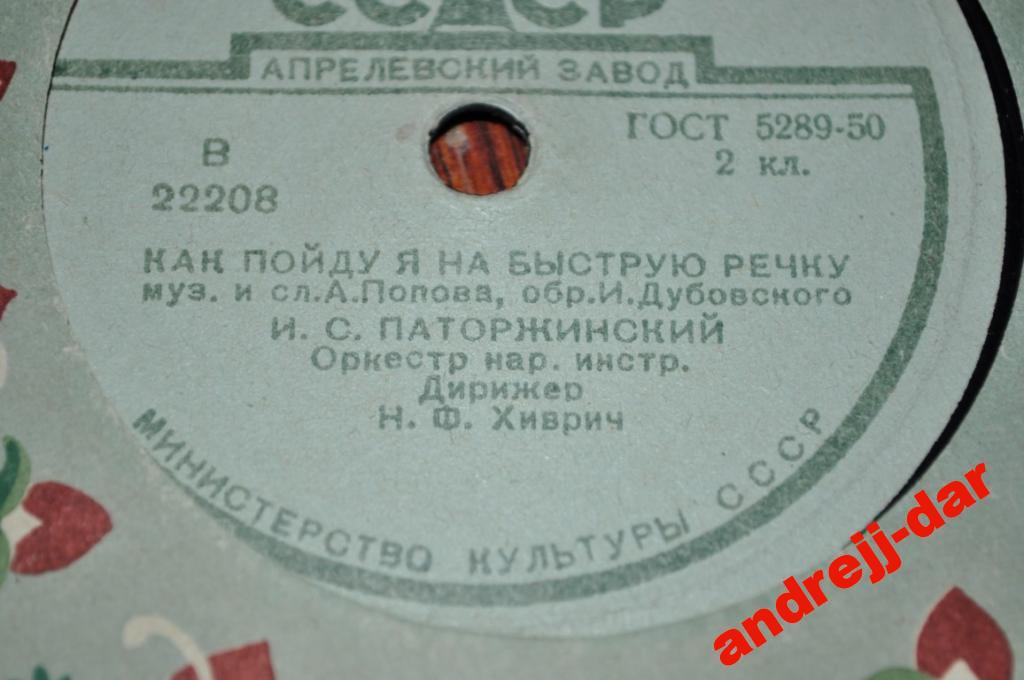 СССР
АПРЕЛЕВСКИЙ ЗАВОД
В
22208
ГОСТ 5289-50
2 кл.
КАК ПОЙДУ Я НА БЫСТРУЮ РЕЧКУ
муз. и сл.А.Попова, обр.И.Дубовского
И. С. ПАТОРЖИНСКИЙ
Оркестр нар. инстр.
Дирижер
Н. Ф. Хиврич
МИНИСТЕРСТВО КУЛЬТУРЫ СССР
andrejj-dar